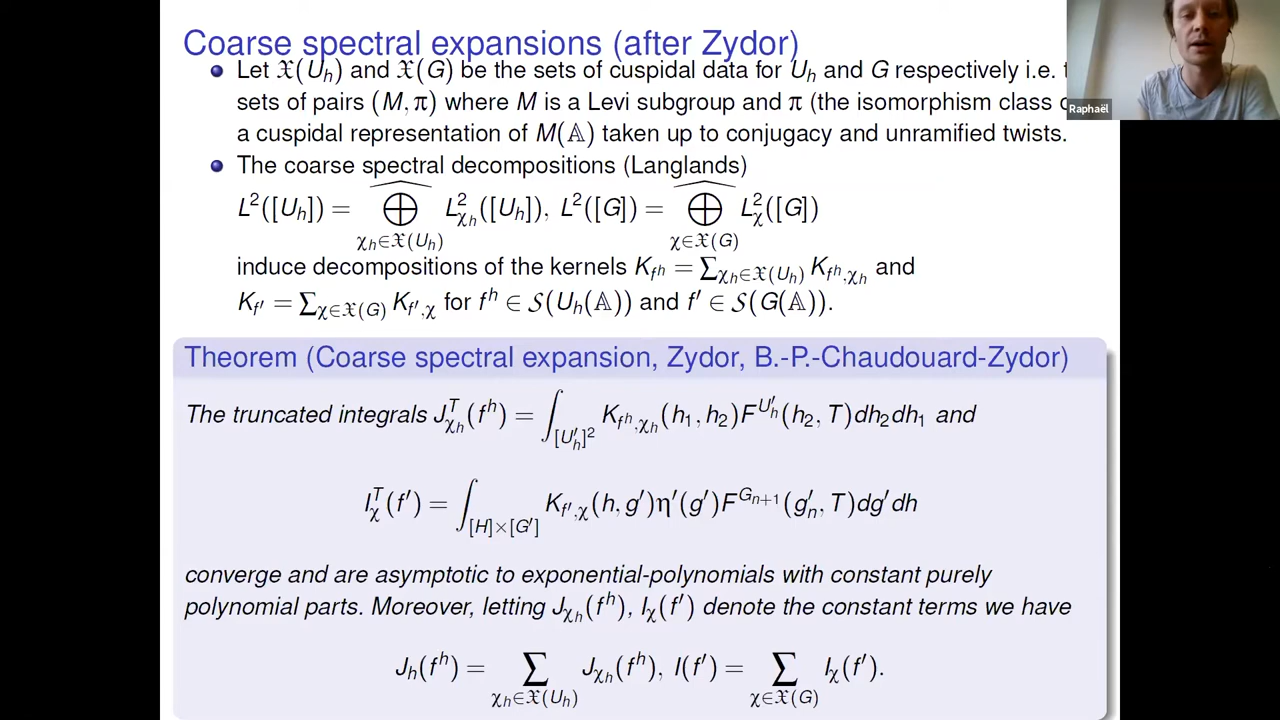 Coarse spectral expansions (after Zydor)
Let 𝔛(U_h) and 𝔛(G) be the sets of cuspidal data for U_h and G respectively i.e.
sets of pairs (M, π) where M is a Levi subgroup and π (the isomorphism class
a cuspidal representation of M(𝔸) taken up to conjugacy and unramified twists.
The coarse spectral decompositions (Langlands)
L²([U_h]) = ⊕̂_{χ_h∈𝔛(U_h)} L²_{χ_h}([U_h]), L²([G]) = ⊕̂_{χ∈𝔛(G)} L²_χ([G])
induce decompositions of the kernels K_{f^h} = ∑_{χ_h∈𝔛(U_h)} K_{f^h,χ_h} and
K_{f′} = ∑_{χ∈𝔛(G)} K_{f′,χ} for f^h ∈ 𝒮(U_h(𝔸)) and f′ ∈ 𝒮(G(𝔸)).
Theorem (Coarse spectral expansion, Zydor, B.-P.-Chaudouard-Zydor)
The truncated integrals J^T_{χ_h}(f^h) = ∫_{[U′_h]²} K_{f^h,χ_h}(h_1, h_2)F^{U′_h}(h_2, T)dh_2dh_1 and
I^T_χ(f′) = ∫_{[H]×[G′]} K_{f′,χ}(h, g′)η′(g′)F^{G_{n+1}}(g′_n, T)dg′dh
converge and are asymptotic to exponential-polynomials with constant purely
polynomial parts. Moreover, letting J_{χ_h}(f^h), I_χ(f′) denote the constant terms we have
J_h(f^h) = ∑_{χ_h∈𝔛(U_h)} J_{χ_h}(f^h), I(f′) = ∑_{χ∈𝔛(G)} I_χ(f′).
Raphaël